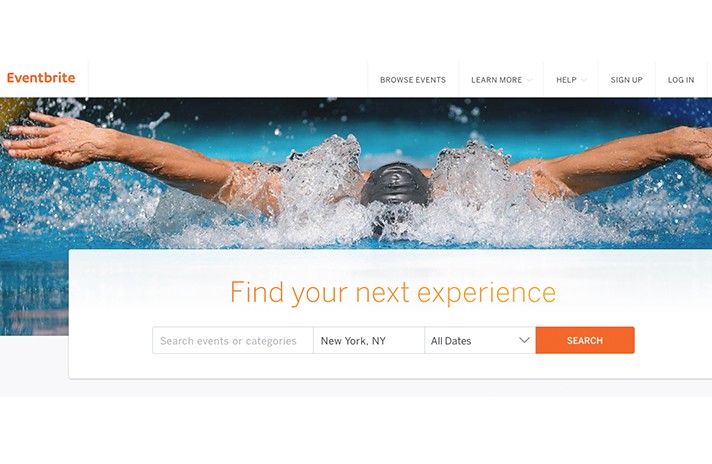 Eventbrite
BROWSE EVENTS
LEARN MORE
HELP
SIGN UP
LOG IN
Find your next experience
Search events or categories
New York, NY
All Dates
SEARCH